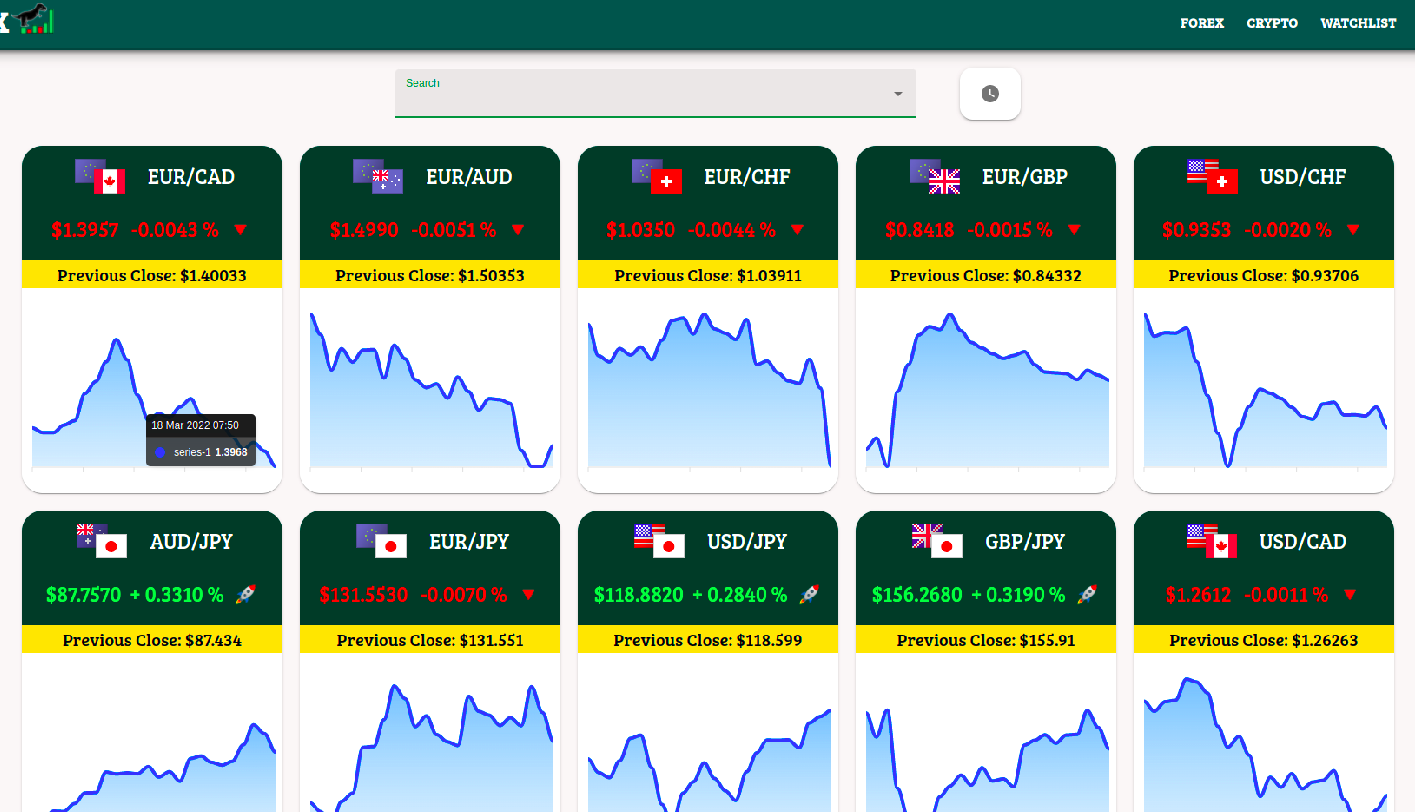 X
FOREX CRYPTO WATCHLIST
Search
EUR/CAD
$1.3957 -0.0043 % ▼
Previous Close: $1.40033
18 Mar 2022 07:50
series-1 1.3968
EUR/AUD
$1.4990 -0.0051 % ▼
Previous Close: $1.50353
EUR/CHF
$1.0350 -0.0044 % ▼
Previous Close: $1.03911
EUR/GBP
$0.8418 -0.0015 % ▼
Previous Close: $0.84332
USD/CHF
$0.9353 -0.0020 % ▼
Previous Close: $0.93706
AUD/JPY
$87.7570 + 0.3310 % 🚀
Previous Close: $87.434
EUR/JPY
$131.5530 -0.0070 % ▼
Previous Close: $131.551
USD/JPY
$118.8820 + 0.2840 % 🚀
Previous Close: $118.599
GBP/JPY
$156.2680 + 0.3190 % 🚀
Previous Close: $155.91
USD/CAD
$1.2612 -0.0011 % ▼
Previous Close: $1.26263